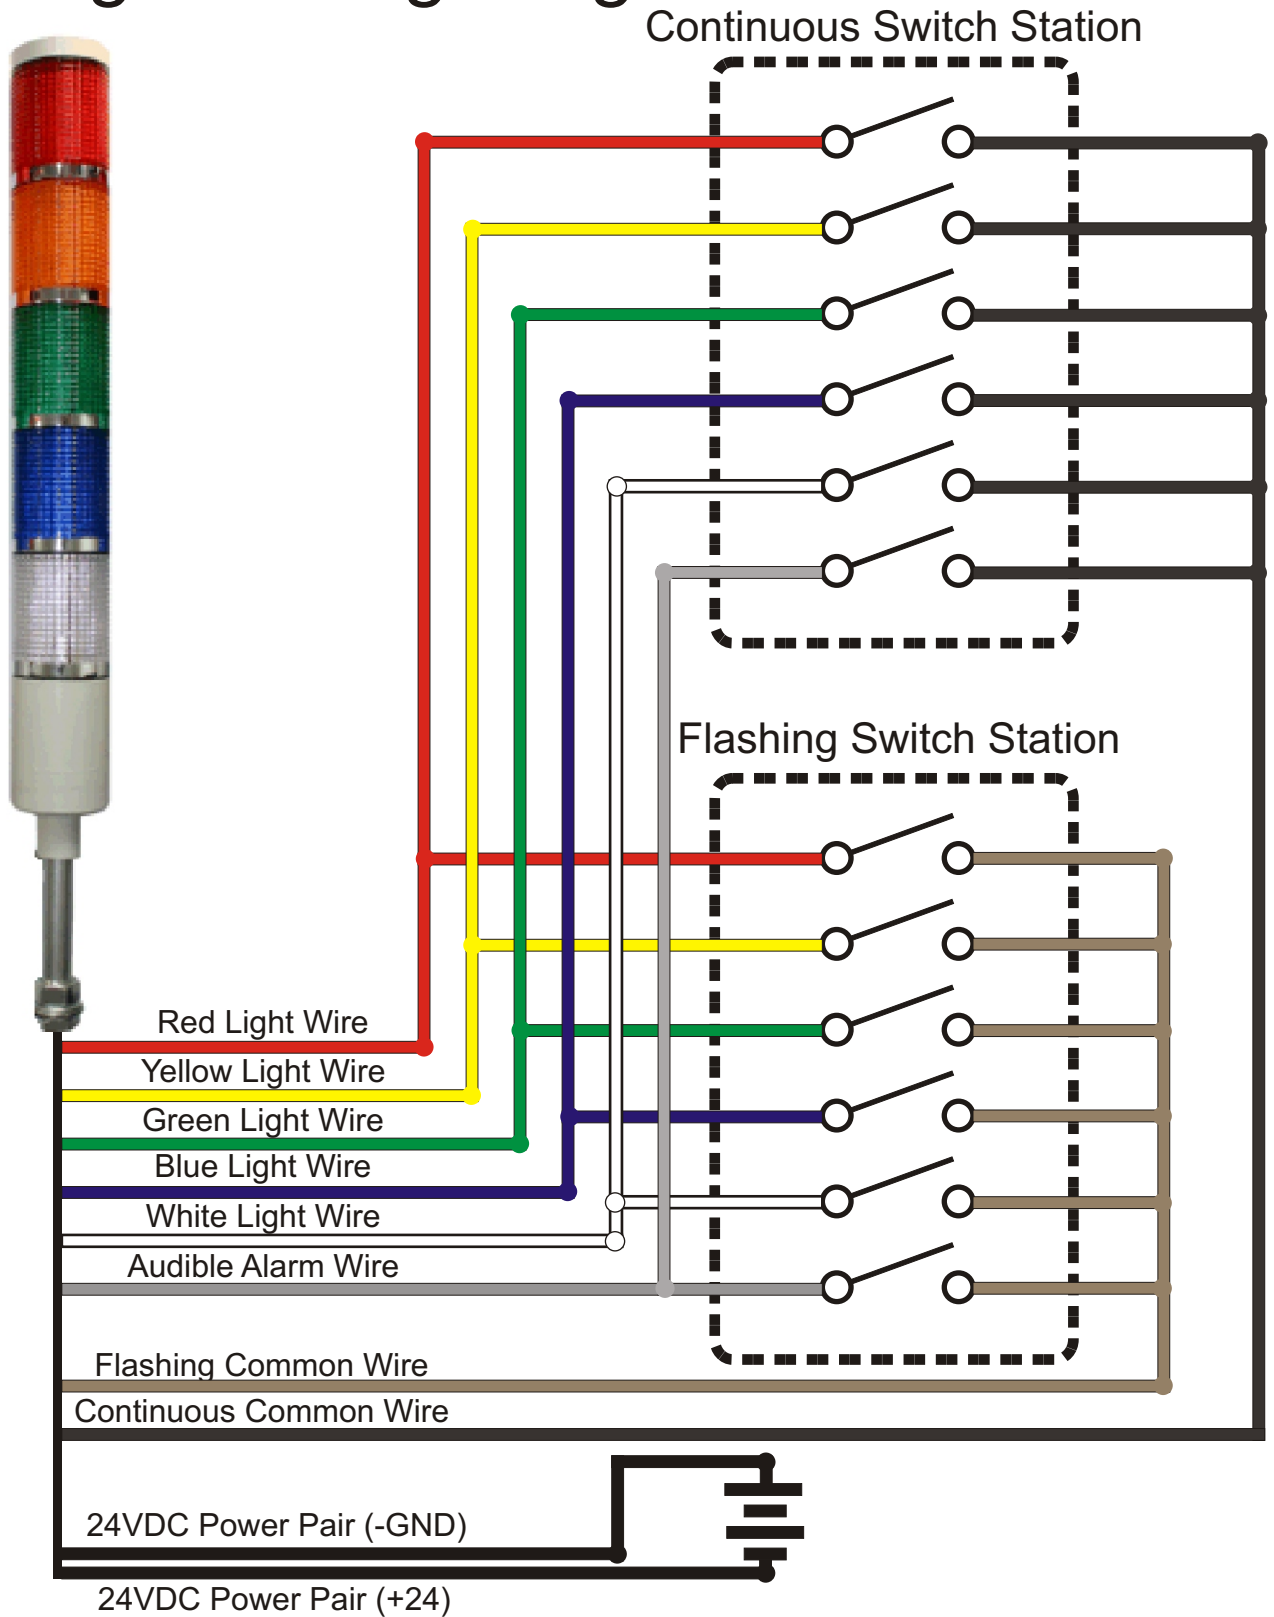 Continuous Switch Station
Flashing Switch Station
Red Light Wire
Yellow Light Wire
Green Light Wire
Blue Light Wire
White Light Wire
Audible Alarm Wire
Flashing Common Wire
Continuous Common Wire
24VDC Power Pair (-GND)
24VDC Power Pair (+24)